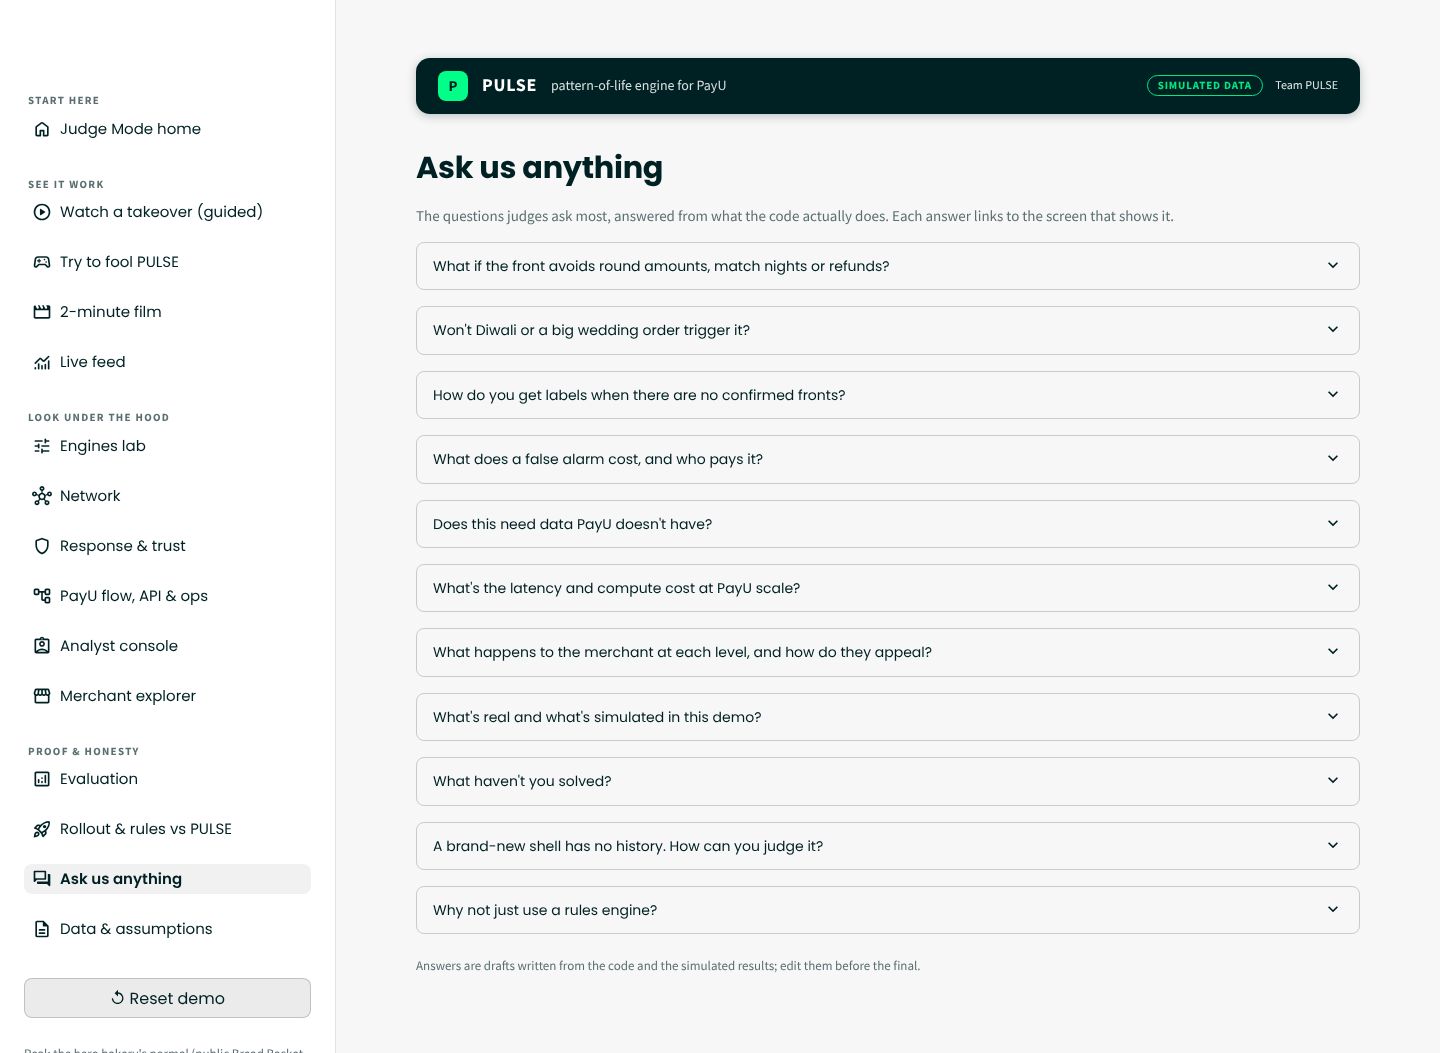 START HERE
Judge Mode home
SEE IT WORK
Watch a takeover (guided)
Try to fool PULSE
2-minute film
Live feed
LOOK UNDER THE HOOD
Engines lab
Network
Response & trust
PayU flow, API & ops
Analyst console
Merchant explorer
PROOF & HONESTY
Evaluation
Rollout & rules vs PULSE
Ask us anything
Data & assumptions
Reset demo
P PULSE pattern-of-life engine for PayU SIMULATED DATA Team PULSE
Ask us anything
The questions judges ask most, answered from what the code actually does. Each answer links to the screen that shows it.
What if the front avoids round amounts, match nights or refunds?
Won't Diwali or a big wedding order trigger it?
How do you get labels when there are no confirmed fronts?
What does a false alarm cost, and who pays it?
Does this need data PayU doesn't have?
What's the latency and compute cost at PayU scale?
What happens to the merchant at each level, and how do they appeal?
What's real and what's simulated in this demo?
What haven't you solved?
A brand-new shell has no history. How can you judge it?
Why not just use a rules engine?
Answers are drafts written from the code and the simulated results; edit them before the final.